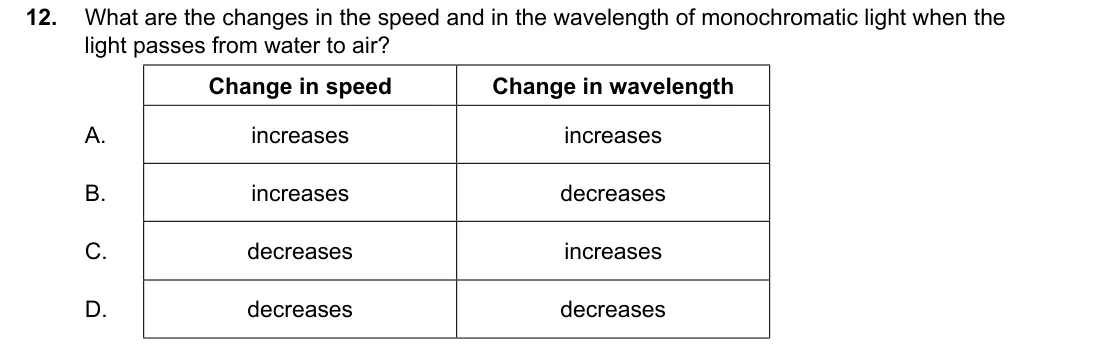 12. What are the changes in the speed and in the wavelength of monochromatic light when the
light passes from water to air?
Change in speed Change in wavelength
A. increases increases
B. increases decreases
C. decreases increases
D. decreases decreases